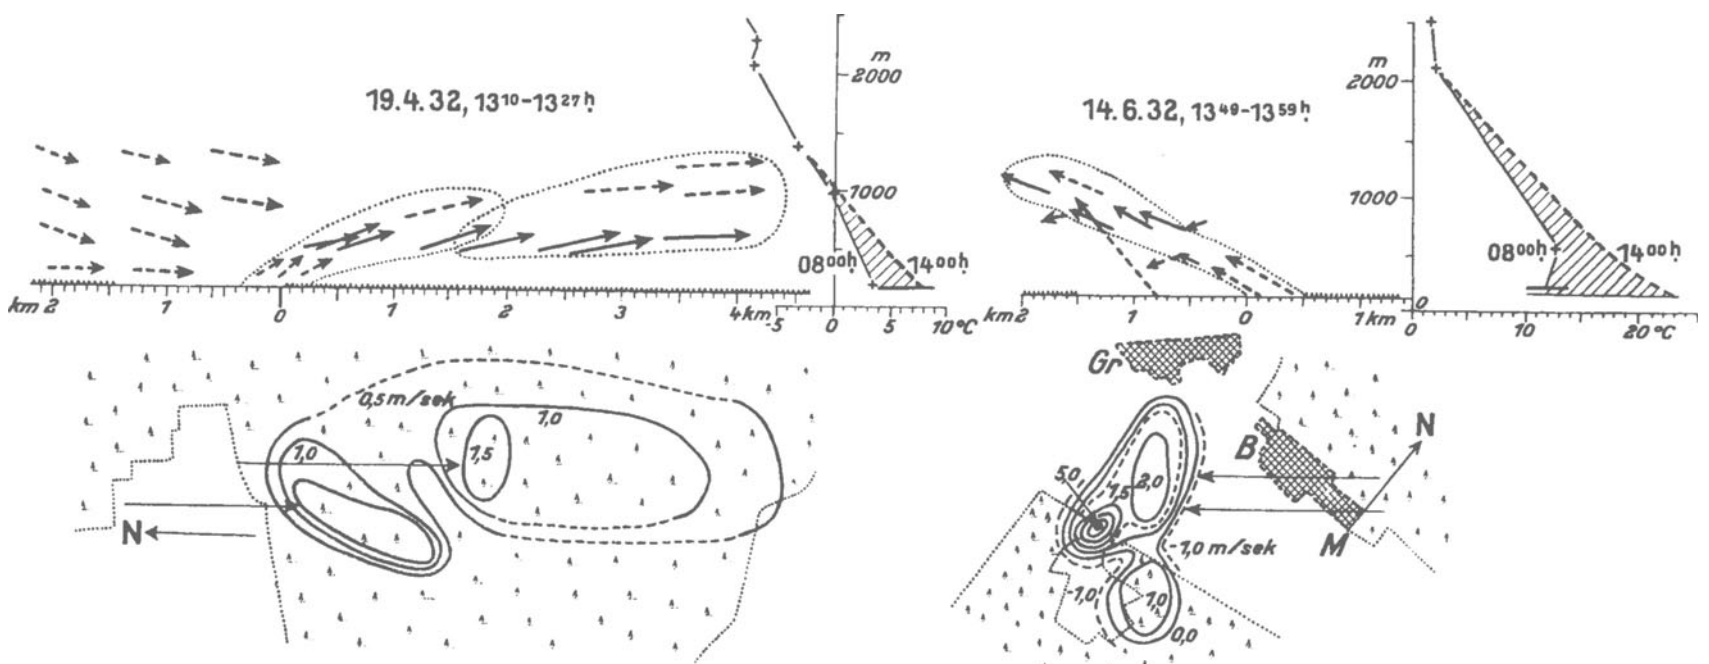 19.4.32, 13¹⁰-13²⁷ h.
m
2000
1000
08⁰⁰h.
14⁰⁰h.
km 2 1 0 1 2 3 4 km
-5 0 5 10 °C
14.6.32, 13⁴⁹-13⁵⁹ h.
m
2000
1000
08⁰⁰h.
14⁰⁰h.
0
km 2 1 0 1 km
0 10 20 °C
0,5 m/sek
1,0
1,0
1,5
N
Gr
B
N
M
5,0
1,5
2,0
-1,0 m/sek
-1,0
1,0
0,0